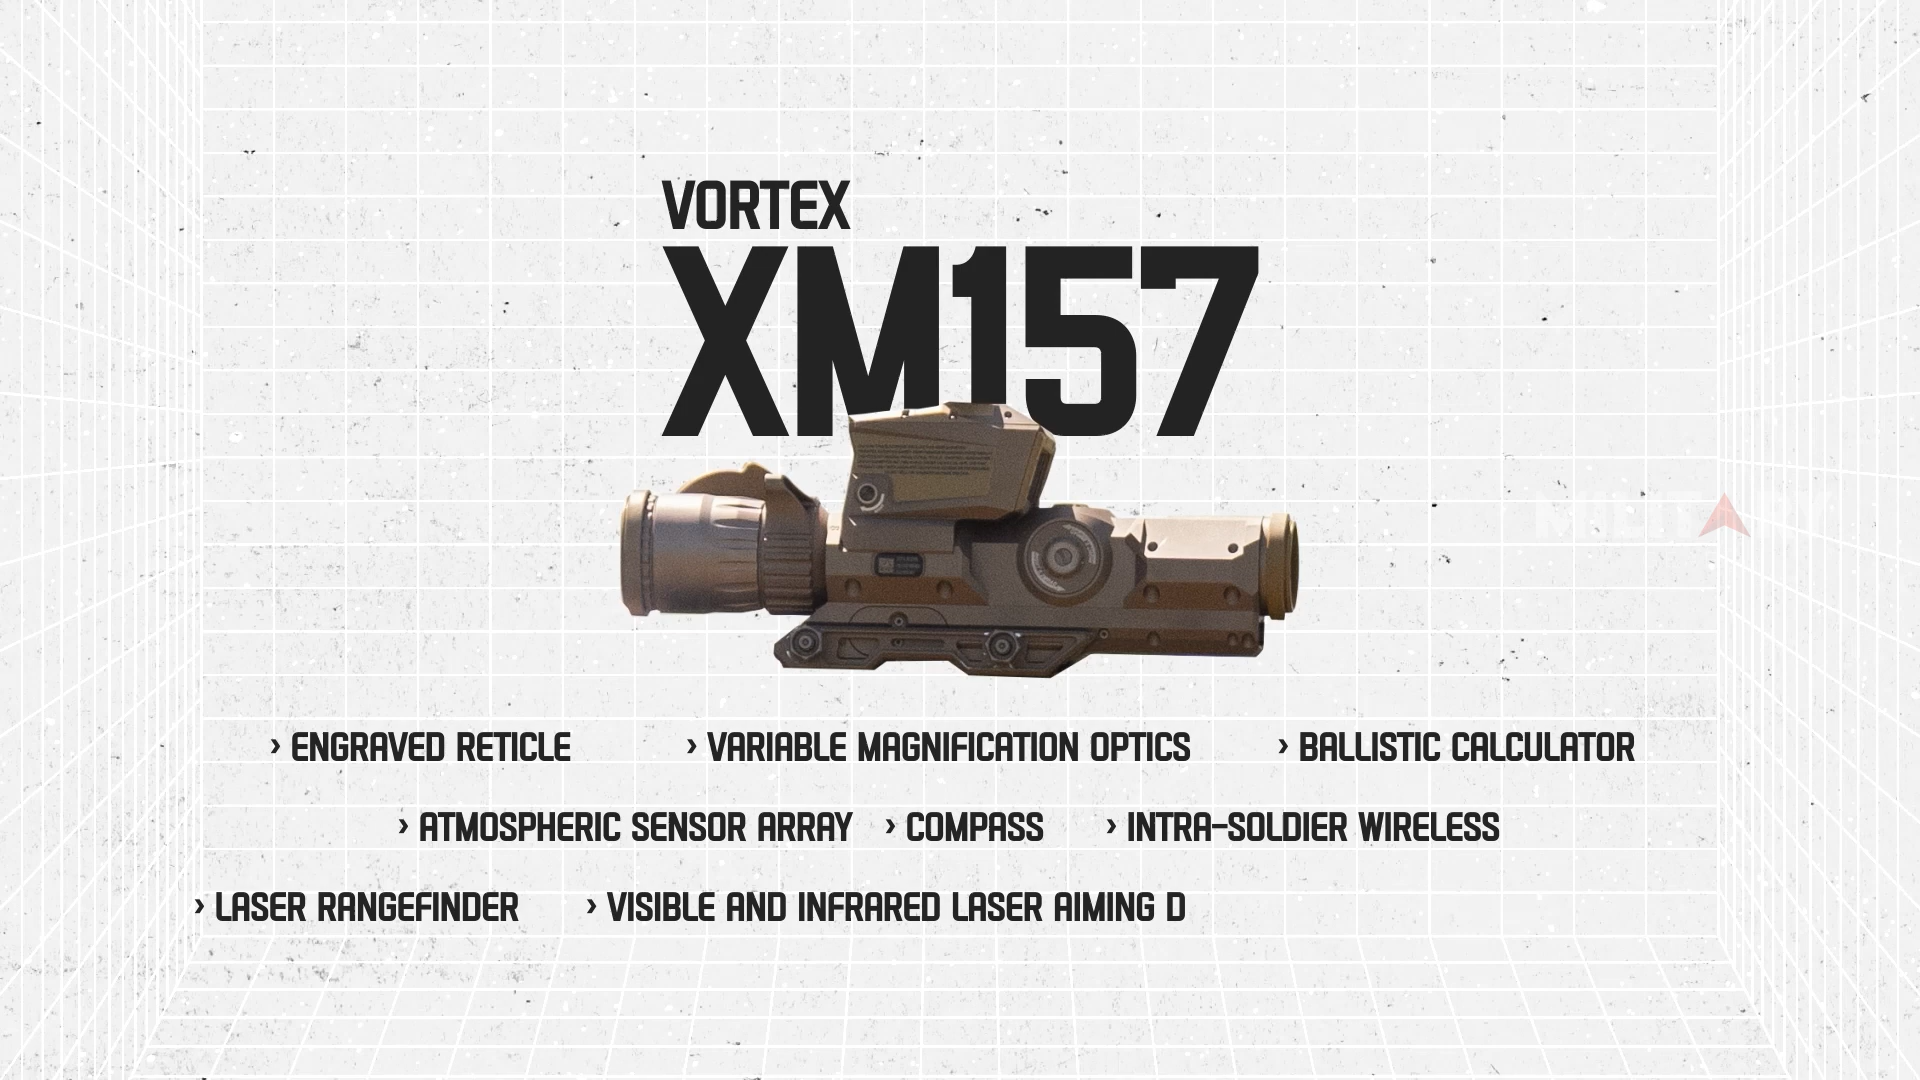 VORTEX
XM157
› ENGRAVED RETICLE › VARIABLE MAGNIFICATION OPTICS › BALLISTIC CALCULATOR
› ATMOSPHERIC SENSOR ARRAY › COMPASS › INTRA-SOLDIER WIRELESS
› LASER RANGEFINDER › VISIBLE AND INFRARED LASER AIMING D